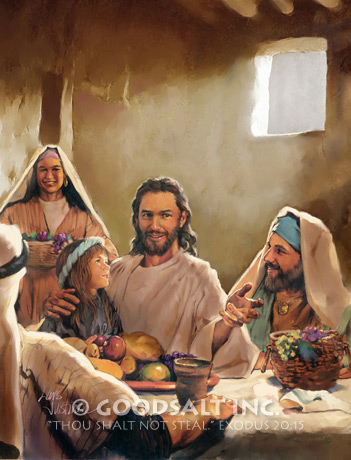 © GOODSALT INC.
"THOU SHALT NOT STEAL." EXODUS 20:15